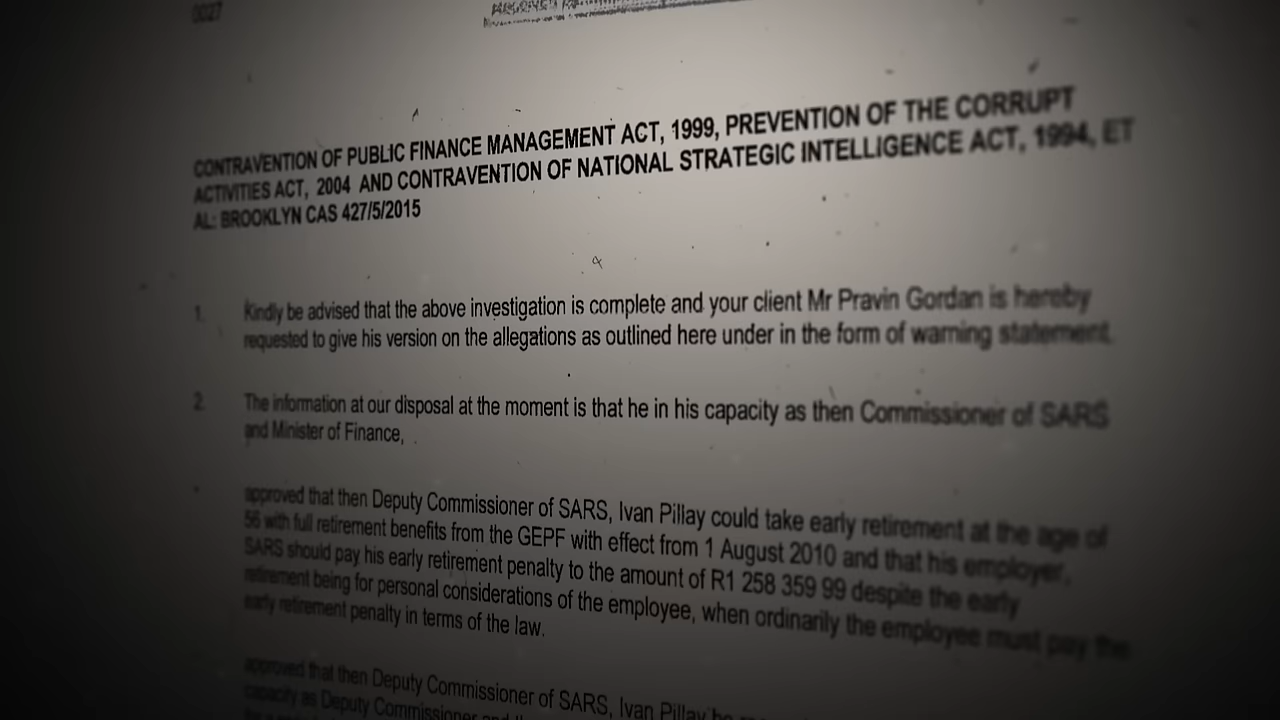 0027
CONTRAVENTION OF PUBLIC FINANCE MANAGEMENT ACT, 1999, PREVENTION OF THE CORRUPT
ACTIVITIES ACT, 2004 AND CONTRAVENTION OF NATIONAL STRATEGIC INTELLIGENCE ACT, 1994, ET
AL: BROOKLYN CAS 427/5/2015
1. Kindly be advised that the above investigation is complete and your client Mr Pravin Gordan is hereby
requested to give his version on the allegations as outlined here under in the form of warning statement.
2. The information at our disposal at the moment is that he in his capacity as then Commissioner of SARS
and Minister of Finance,
approved that then Deputy Commissioner of SARS, Ivan Pillay could take early retirement at the age of
56 with full retirement benefits from the GEPF with effect from 1 August 2010 and that his employer,
SARS should pay his early retirement penalty to the amount of R1 258 359 99 despite the early
retirement being for personal considerations of the employee, when ordinarily the employee must pay the
early retirement penalty in terms of the law.
approved that then Deputy Commissioner of SARS, Ivan Pillay be
capacity as Deputy Commissioner and